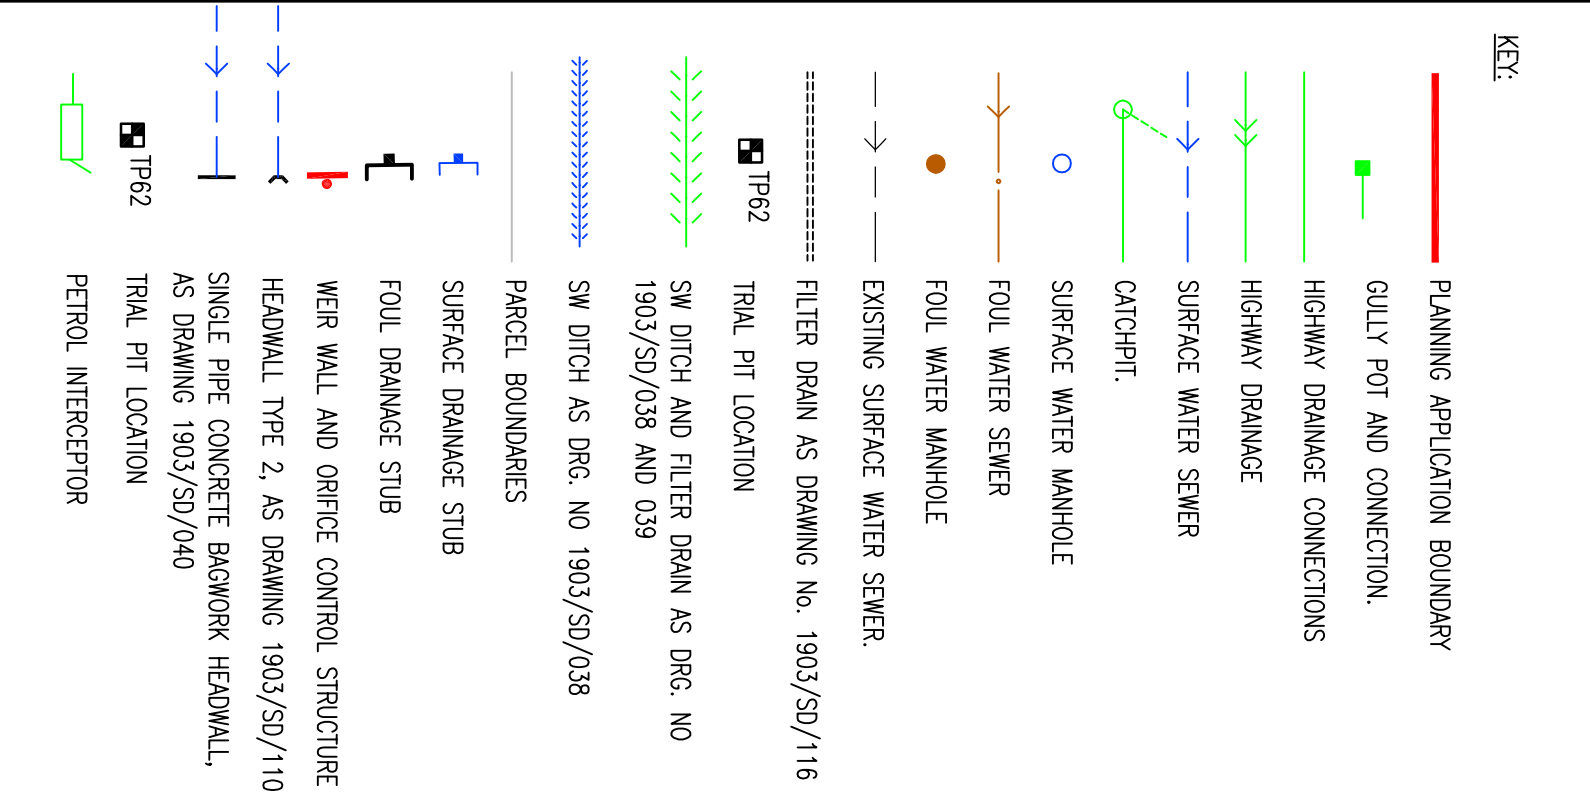 KEY:
PLANNING APPLICATION BOUNDARY
GULLY POT AND CONNECTION.
HIGHWAY DRAINAGE CONNECTIONS
HIGHWAY DRAINAGE
SURFACE WATER SEWER
CATCHPIT.
SURFACE WATER MANHOLE
FOUL WATER SEWER
FOUL WATER MANHOLE
EXISTING SURFACE WATER SEWER.
FILTER DRAIN AS DRAWING No. 1903/SD/116
TP62
TRIAL PIT LOCATION
SW DITCH AND FILTER DRAIN AS DRG. NO
1903/SD/038 AND 039
SW DITCH AS DRG. NO 1903/SD/038
PARCEL BOUNDARIES
SURFACE DRAINAGE STUB
FOUL DRAINAGE STUB
WEIR WALL AND ORIFICE CONTROL STRUCTURE
HEADWALL TYPE 2, AS DRAWING 1903/SD/110
SINGLE PIPE CONCRETE BAGWORK HEADWALL,
AS DRAWING 1903/SD/040
TP62
TRIAL PIT LOCATION
PETROL INTERCEPTOR